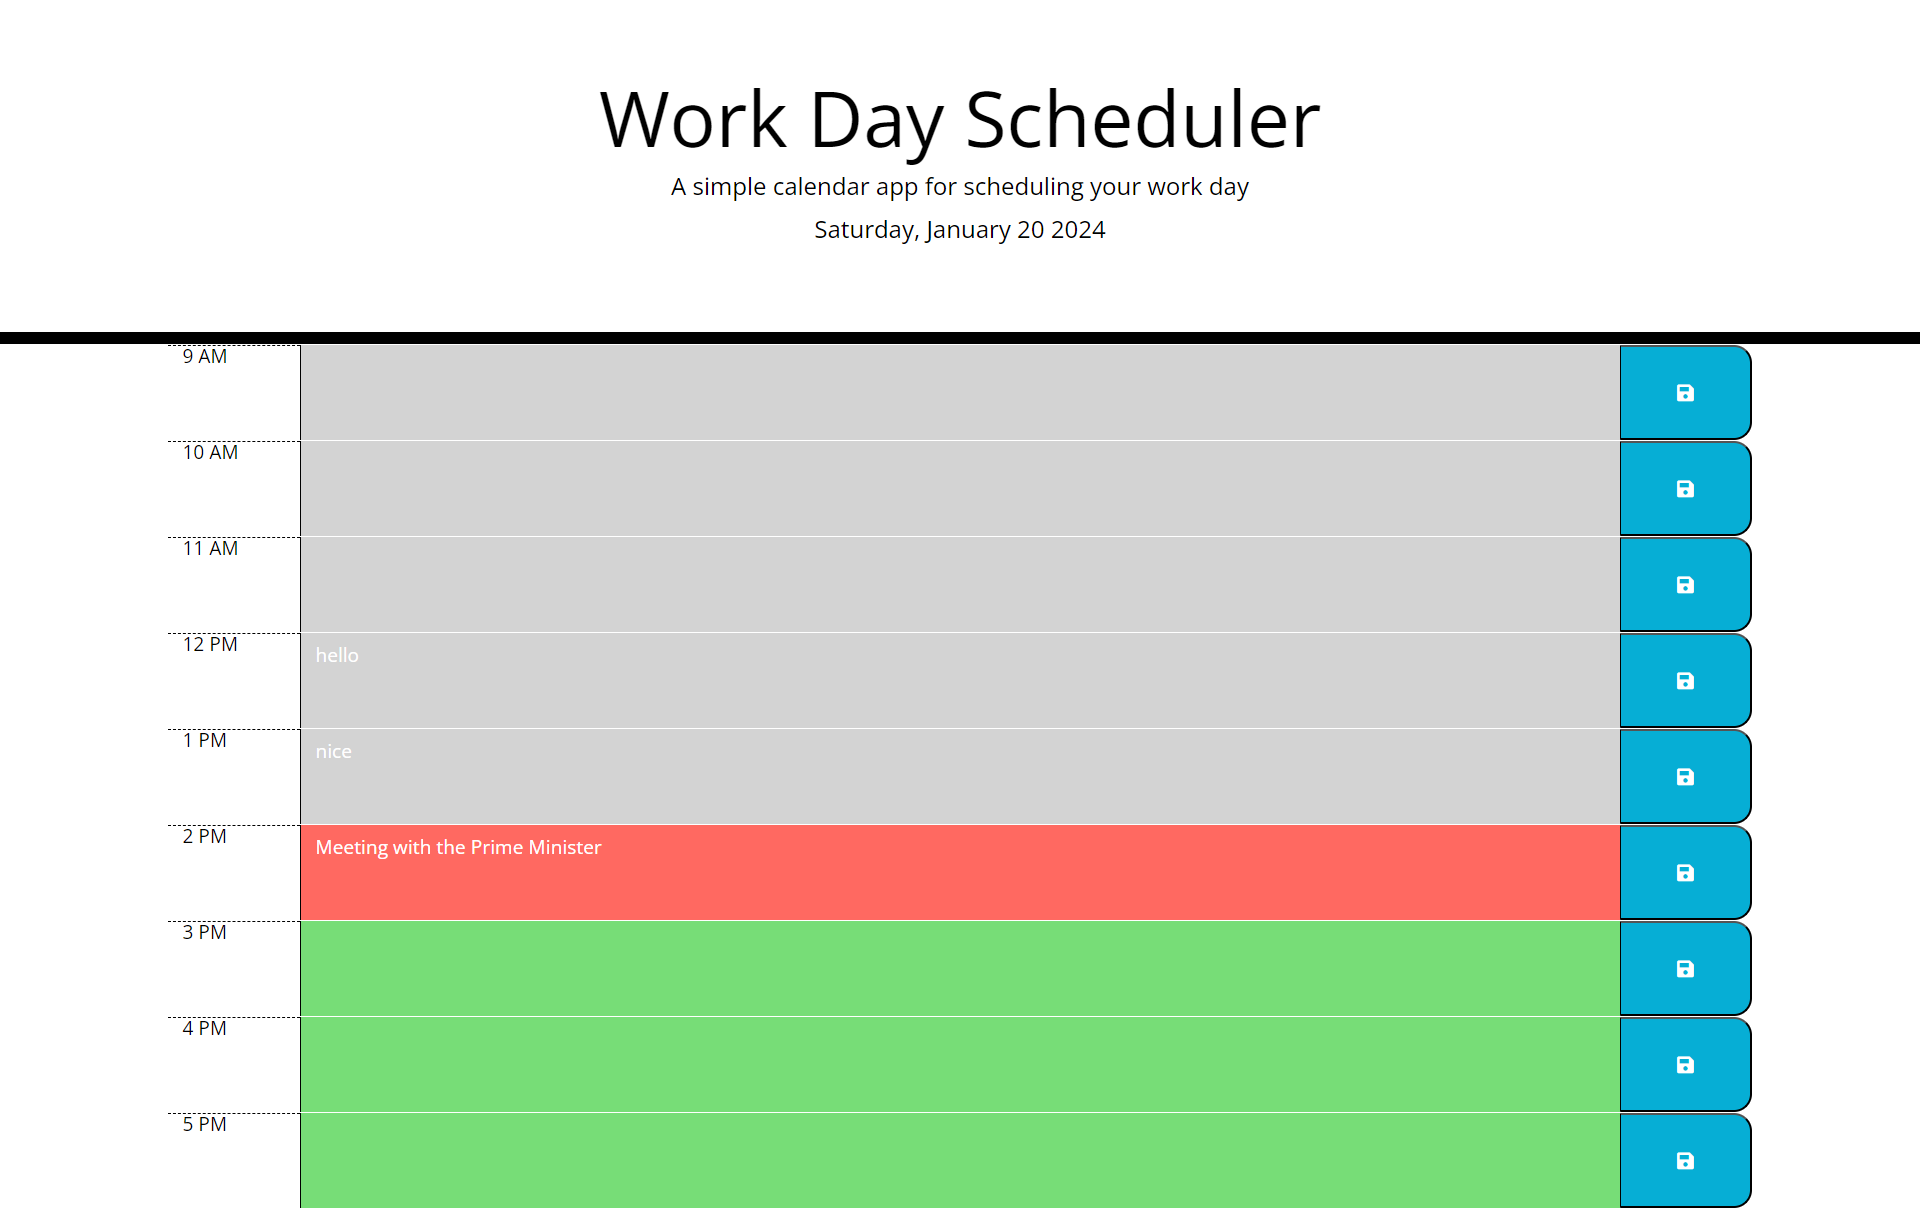 Work Day Scheduler
A simple calendar app for scheduling your work day
Saturday, January 20 2024
9 AM
10 AM
11 AM
12 PM
hello
1 PM
nice
2 PM
Meeting with the Prime Minister
3 PM
4 PM
5 PM